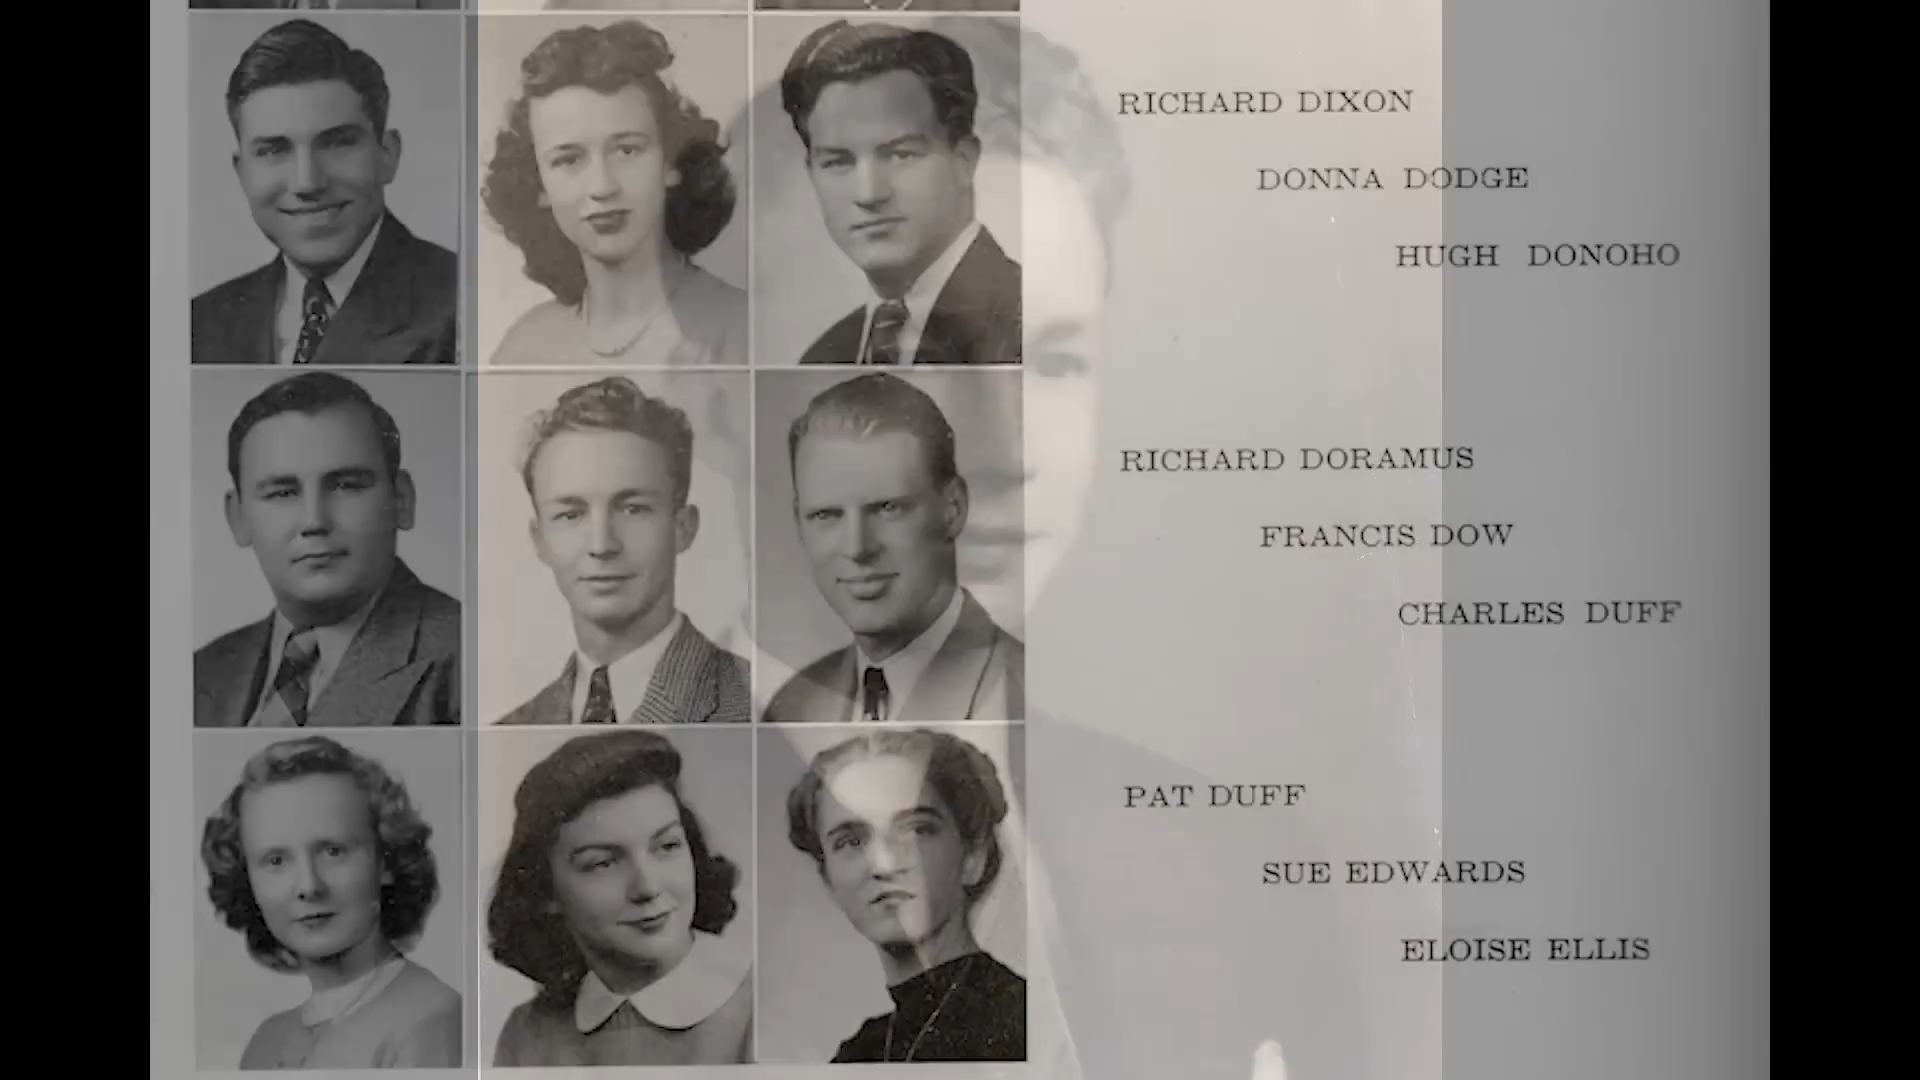 RICHARD DIXON
DONNA DODGE
HUGH DONOHO
RICHARD DORAMUS
FRANCIS DOW
CHARLES DUFF
PAT DUFF
SUE EDWARDS
ELOISE ELLIS